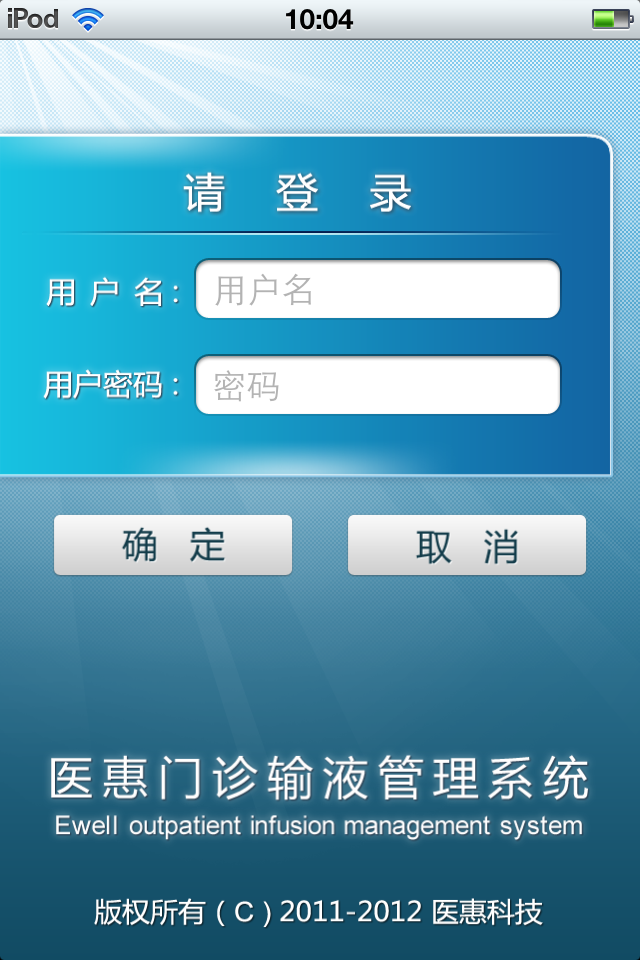 iPod 10:04
请 登 录
用 户 名： 用户名
用户密码： 密码
确 定 取 消
医惠门诊输液管理系统
Ewell outpatient infusion management system
版权所有（C）2011-2012 医惠科技